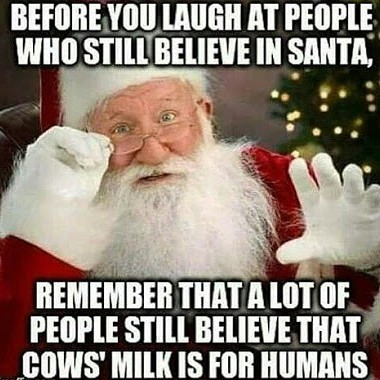 BEFORE YOU LAUGH AT PEOPLE
WHO STILL BELIEVE IN SANTA,
REMEMBER THAT A LOT OF
PEOPLE STILL BELIEVE THAT
COWS' MILK IS FOR HUMANS